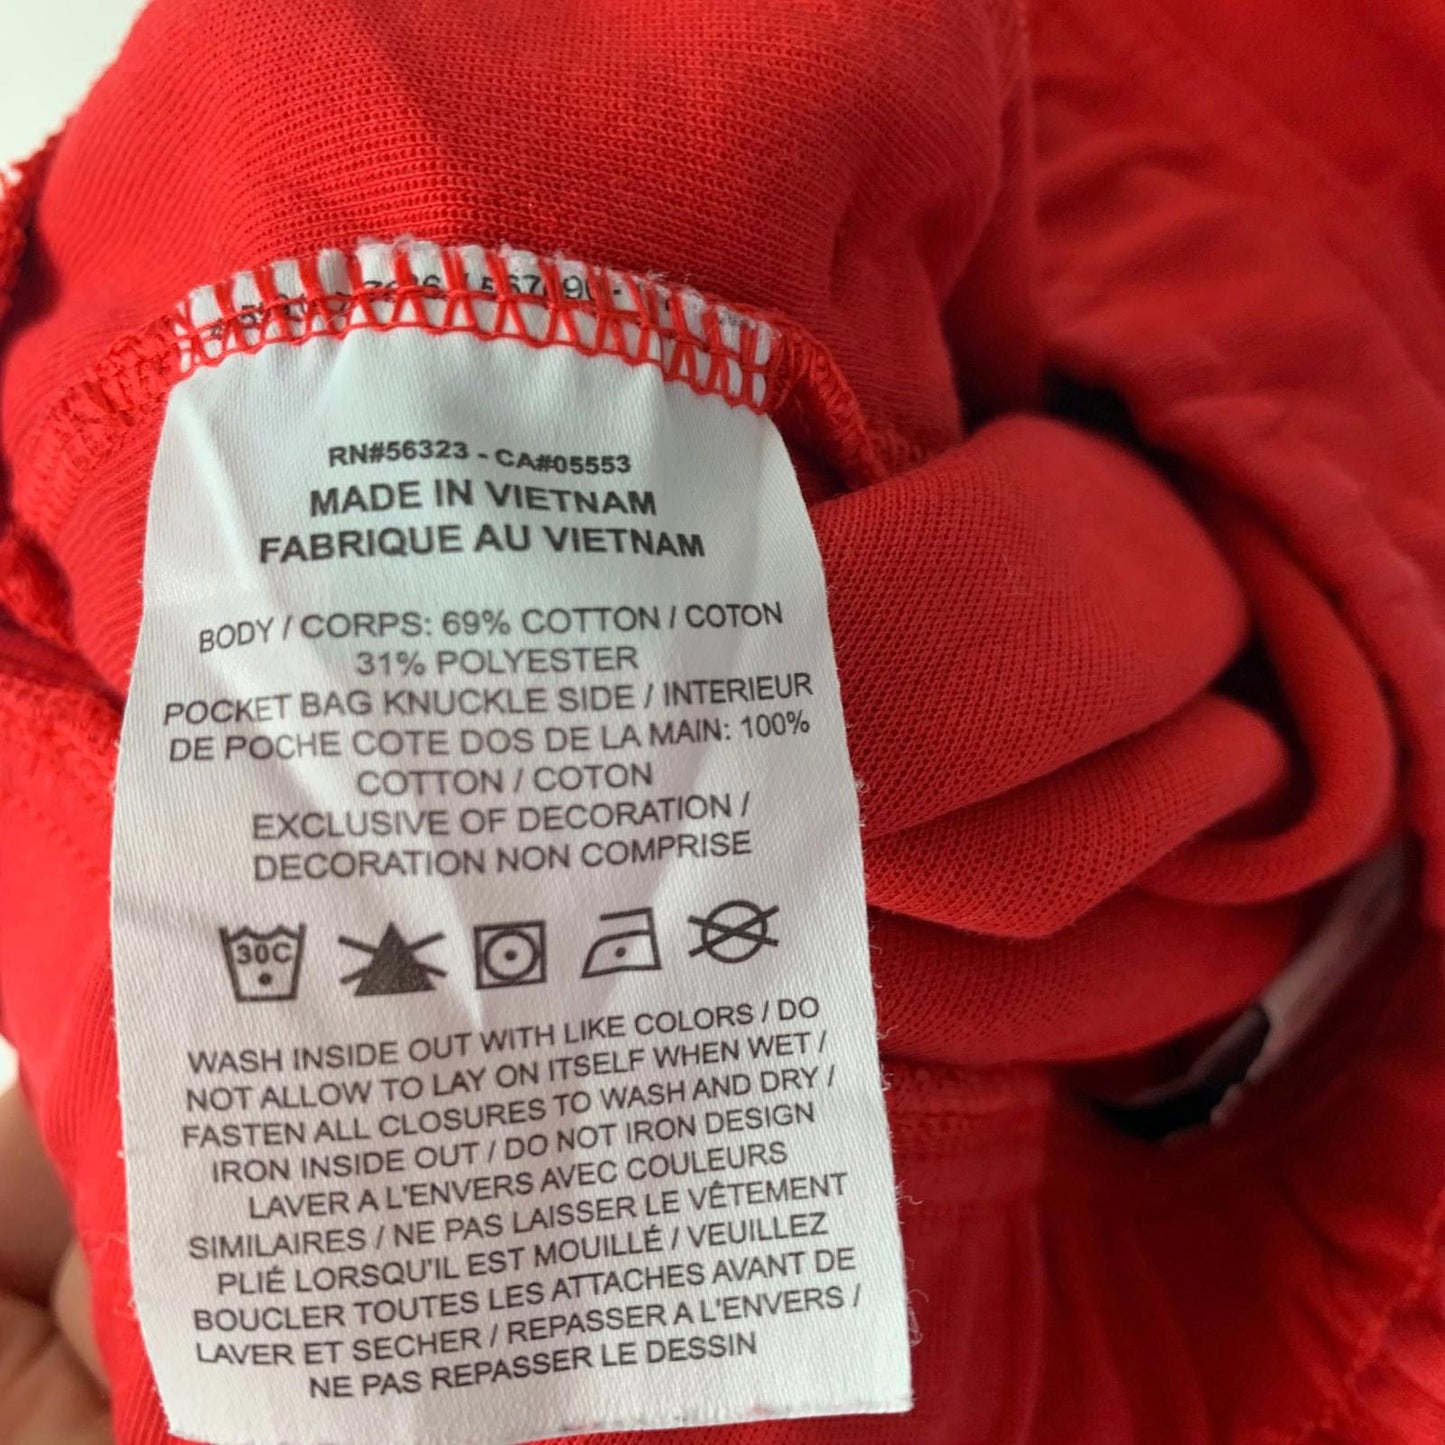 RN#56323 - CA#05553
MADE IN VIETNAM
FABRIQUE AU VIETNAM
BODY / CORPS: 69% COTTON / COTON
31% POLYESTER
POCKET BAG KNUCKLE SIDE / INTERIEUR
DE POCHE COTE DOS DE LA MAIN: 100%
COTTON / COTON
EXCLUSIVE OF DECORATION /
DECORATION NON COMPRISE
30C
WASH INSIDE OUT WITH LIKE COLORS / DO
NOT ALLOW TO LAY ON ITSELF WHEN WET /
FASTEN ALL CLOSURES TO WASH AND DRY /
IRON INSIDE OUT / DO NOT IRON DESIGN
LAVER A L'ENVERS AVEC COULEURS
SIMILAIRES / NE PAS LAISSER LE VÊTEMENT
PLIÉ LORSQU'IL EST MOUILLÉ / VEUILLEZ
BOUCLER TOUTES LES ATTACHES AVANT DE
LAVER ET SECHER / REPASSER A L'ENVERS /
NE PAS REPASSER LE DESSIN